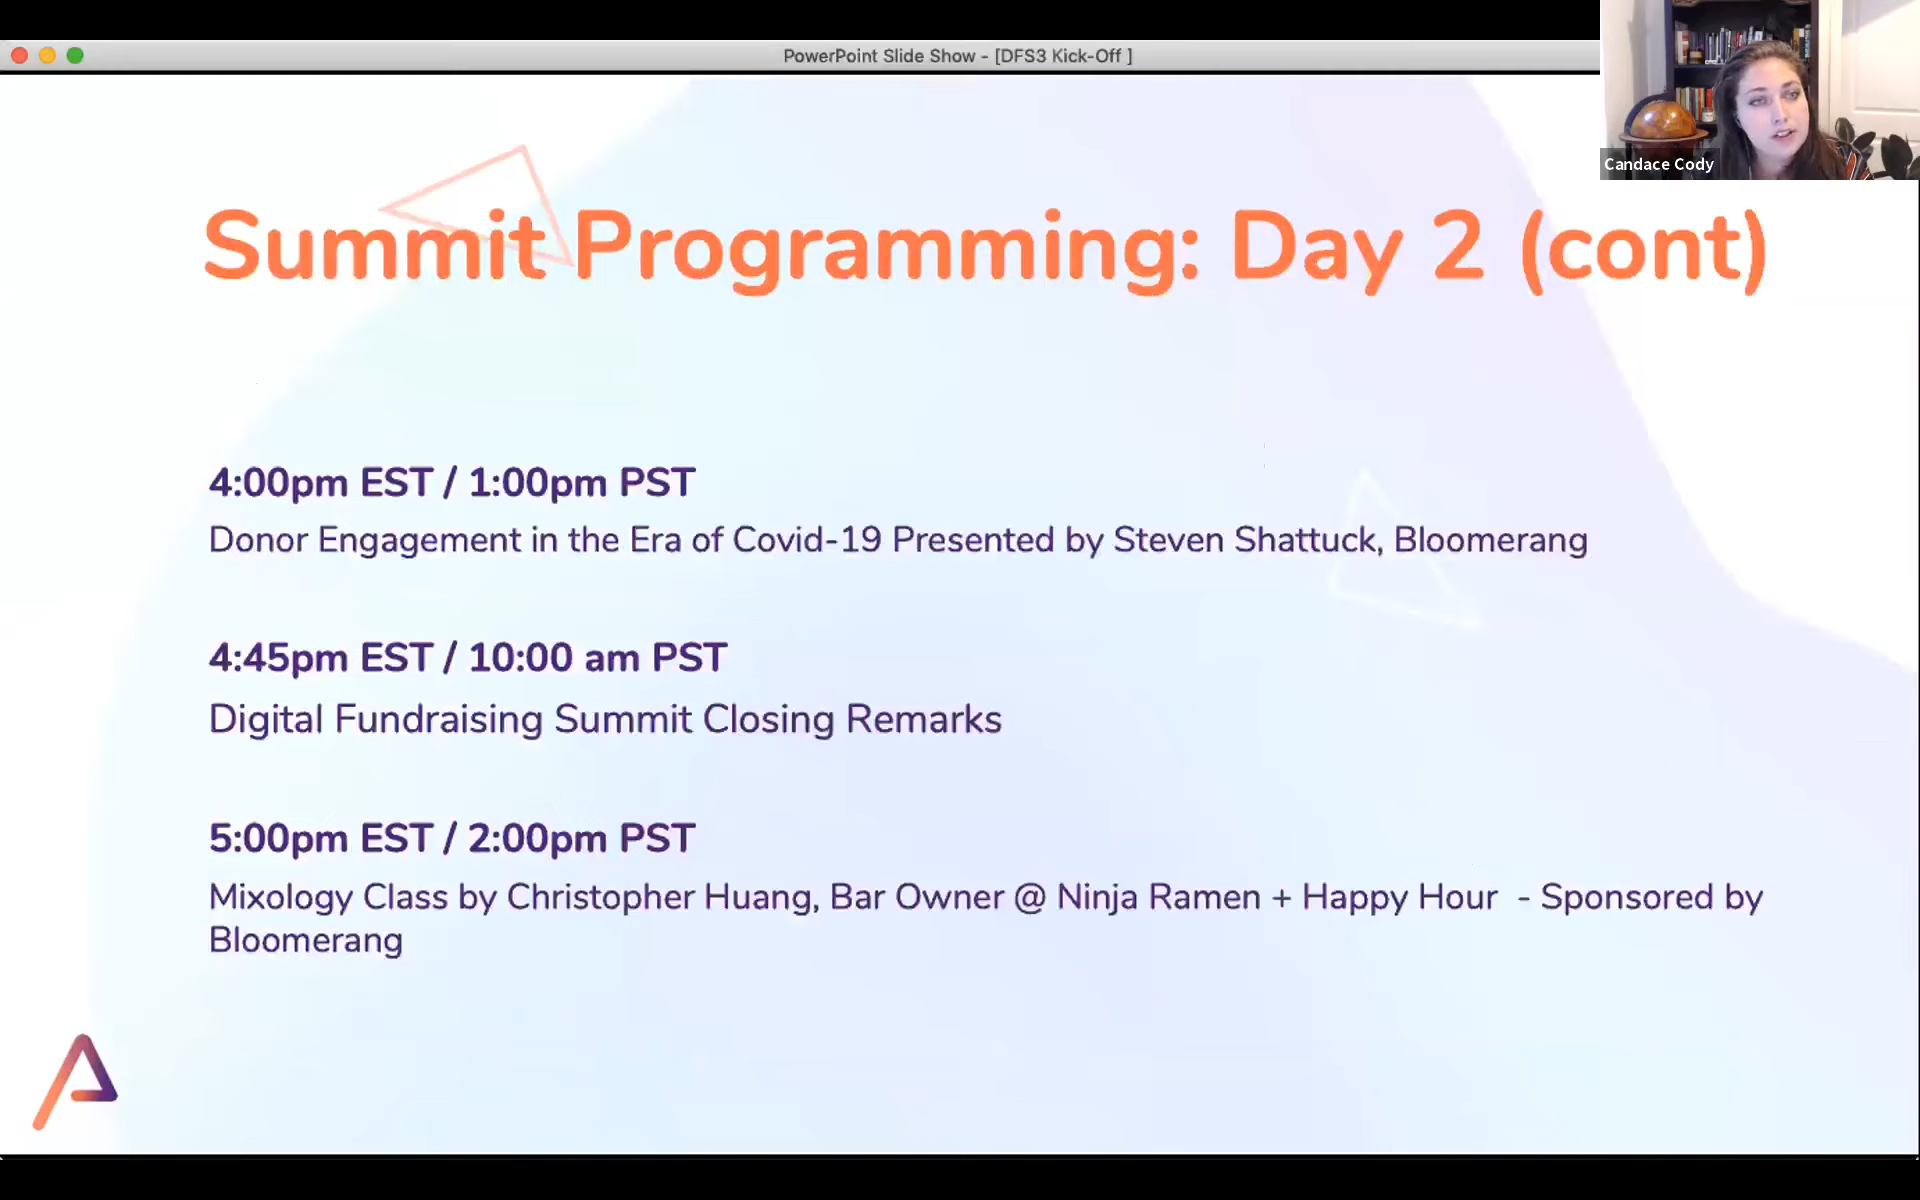 PowerPoint Slide Show - [DFS3 Kick-Off ]
Candace Cody
Summit Programming: Day 2 (cont)
4:00pm EST / 1:00pm PST
Donor Engagement in the Era of Covid-19 Presented by Steven Shattuck, Bloomerang
4:45pm EST / 10:00 am PST
Digital Fundraising Summit Closing Remarks
5:00pm EST / 2:00pm PST
Mixology Class by Christopher Huang, Bar Owner @ Ninja Ramen + Happy Hour  - Sponsored by
Bloomerang